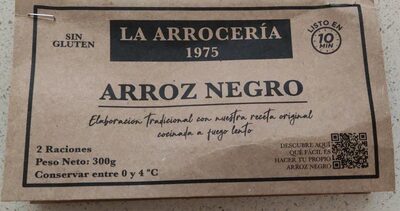 SIN
GLUTEN
LA ARROCERÍA
1975
LISTO EN
10
MIN
ARROZ NEGRO
Elaboración tradicional con nuestra receta original
cocinada a fuego lento
2 Raciones
Peso Neto: 300g
Conservar entre 0 y 4 ºC
DESCUBRE AQUÍ
QUÉ FÁCIL ES
HACER TU PROPIO
ARROZ NEGRO